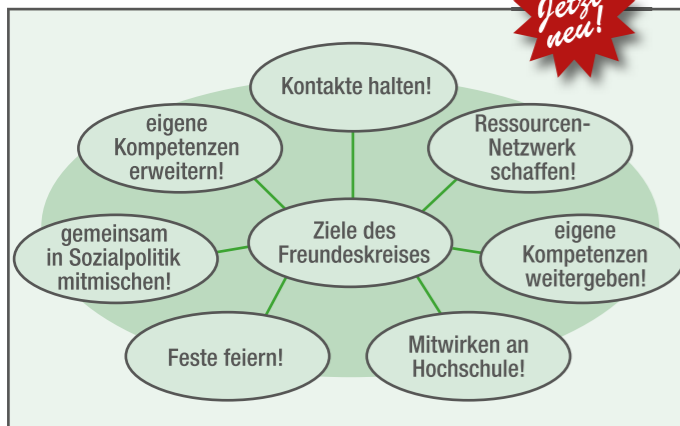 Jetzt
neu!
Kontakte halten!
eigene
Kompetenzen
erweitern!
Ressourcen-
Netzwerk
schaffen!
gemeinsam
in Sozialpolitik
mitmischen!
Ziele des
Freundeskreises
eigene
Kompetenzen
weitergeben!
Feste feiern!
Mitwirken an
Hochschule!